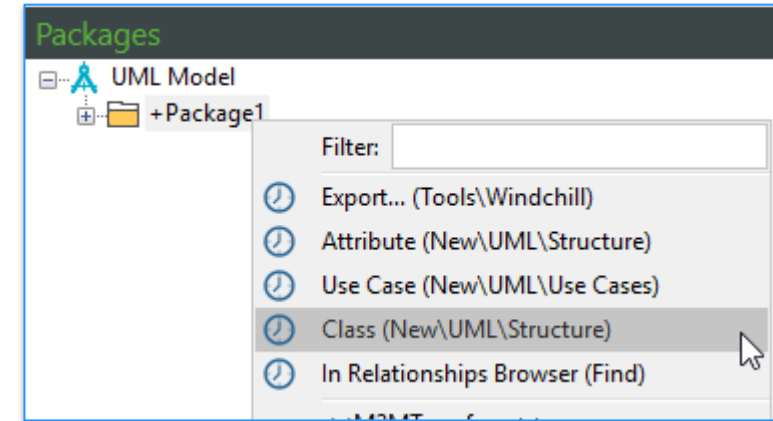 Packages
UML Model
+Package1
Filter:
Export... (Tools\Windchill)
Attribute (New\UML\Structure)
Use Case (New\UML\Use Cases)
Class (New\UML\Structure)
In Relationships Browser (Find)